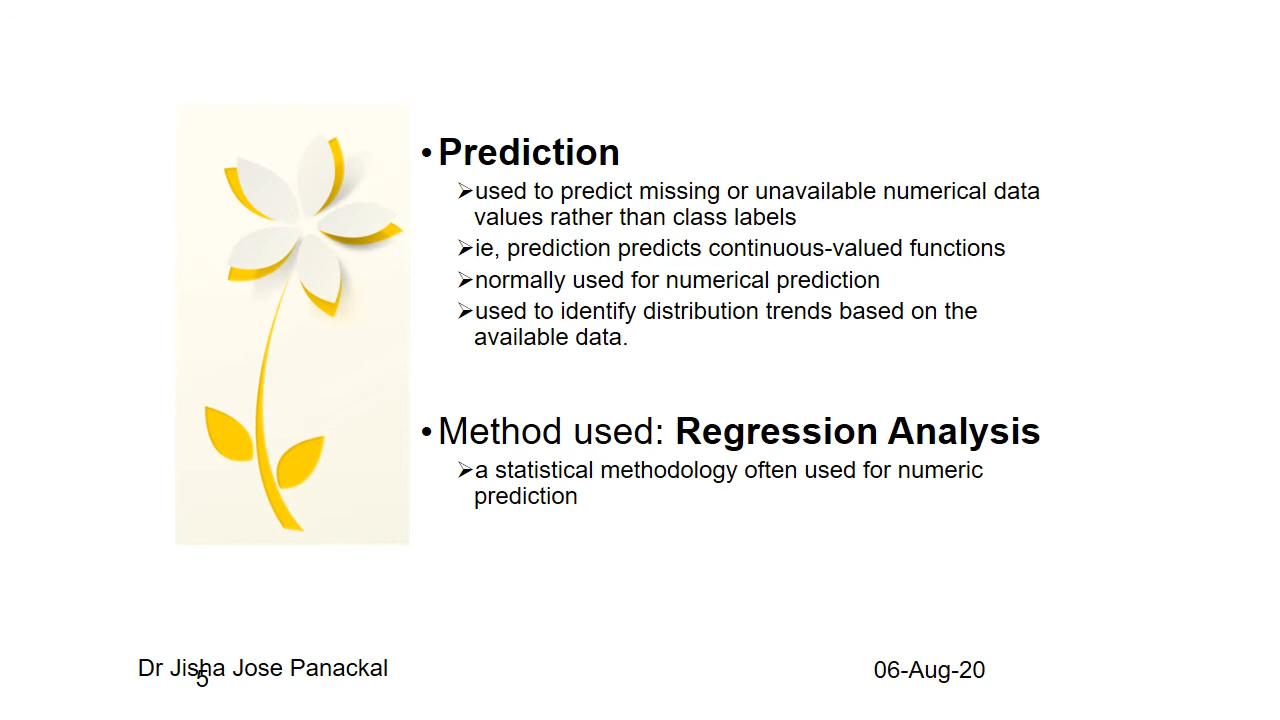 • Prediction
➢used to predict missing or unavailable numerical data
values rather than class labels
➢ie, prediction predicts continuous-valued functions
➢normally used for numerical prediction
➢used to identify distribution trends based on the
available data.
• Method used: Regression Analysis
➢a statistical methodology often used for numeric
prediction
Dr Jisha Jose Panackal
5
06-Aug-20